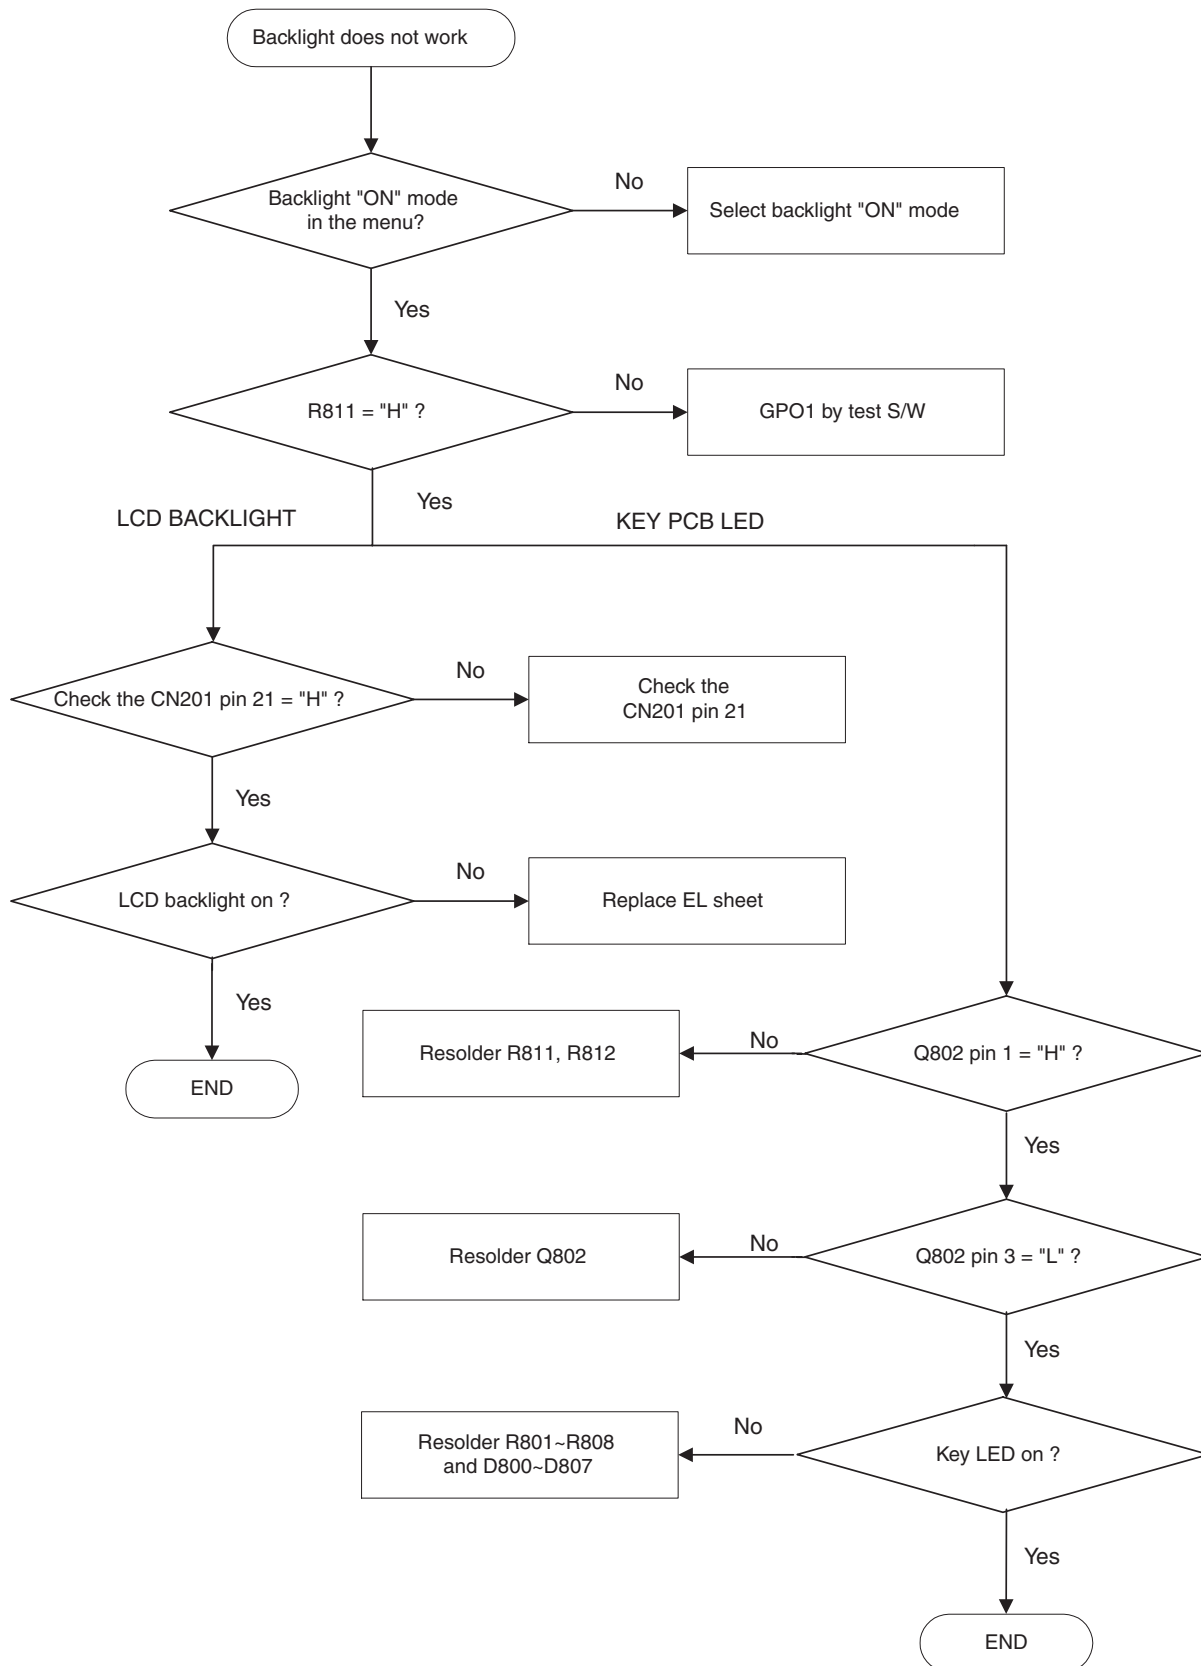 Backlight does not work
Backlight "ON" mode
in the menu?
No
Select backlight "ON" mode
Yes
R811 = "H" ?
No
GPO1 by test S/W
Yes
LCD BACKLIGHT
KEY PCB LED
Check the CN201 pin 21 = "H" ?
No
Check the
CN201 pin 21
Yes
LCD backlight on ?
No
Replace EL sheet
Yes
END
Q802 pin 1 = "H" ?
No
Resolder R811, R812
Yes
Q802 pin 3 = "L" ?
No
Resolder Q802
Yes
Key LED on ?
No
Resolder R801~R808
and D800~D807
Yes
END